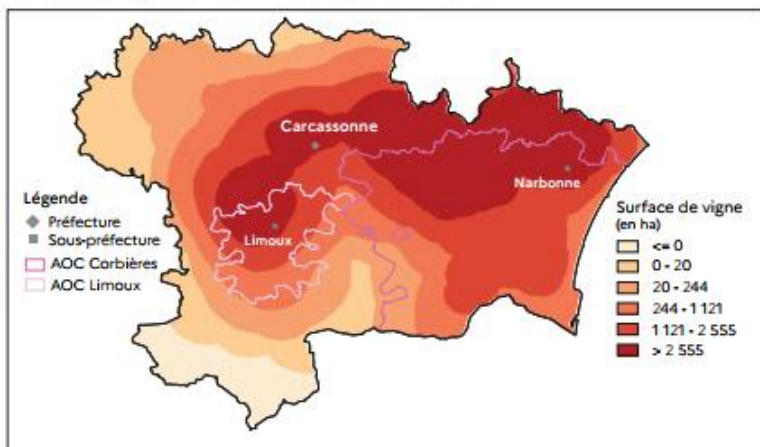 Carcassonne
Narbonne
Limoux
Légende
Préfecture
Sous-préfecture
AOC Corbières
AOC Limoux
Surface de vigne
(en ha)
<= 0
0 - 20
20 - 244
244 - 1 121
1 121 - 2 555
> 2 555